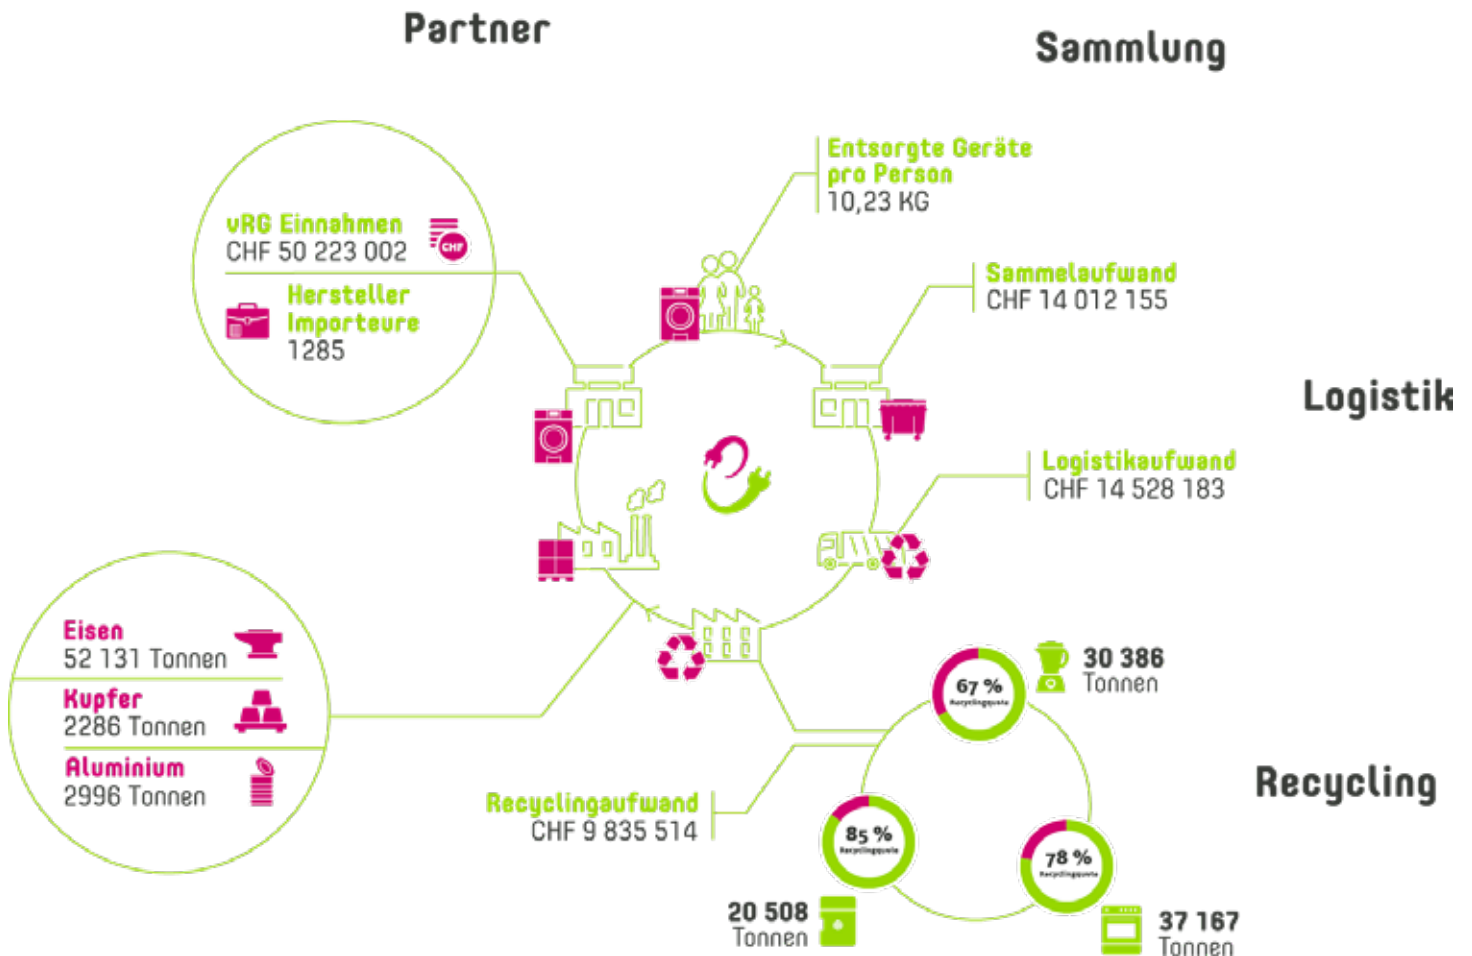 Partner
Sammlung
Entsorgte Geräte
pro Person
10,23 KG
vRG Einnahmen
CHF 50 223 002
CHF
Hersteller
Importeure
1285
Sammelaufwand
CHF 14 012 155
Logistik
Logistikaufwand
CHF 14 528 183
Eisen
52 131 Tonnen
Kupfer
2286 Tonnen
Aluminium
2996 Tonnen
67 %
Recyclingquote
30 386
Tonnen
Recycling
Recyclingaufwand
CHF 9 835 514
85 %
Recyclingquote
78 %
Recyclingquote
20 508
Tonnen
37 167
Tonnen